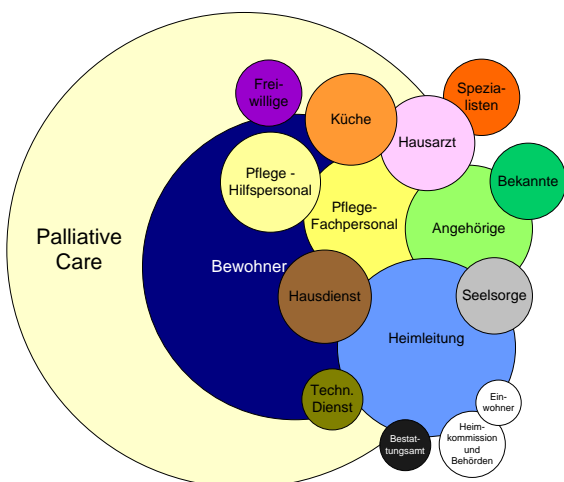 Frei-
willige
Spezia-
listen
Küche
Hausarzt
Pflege -
Hilfspersonal
Bekannte
Pflege-
Fachpersonal
Angehörige
Palliative
Care
Bewohner
Hausdienst
Seelsorge
Heimleitung
Techn.
Dienst
Ein-
wohner
Bestat-
tungsamt
Heim-
kommission
und
Behörden